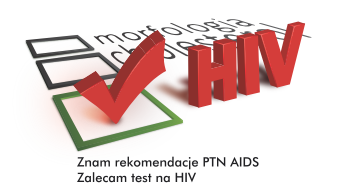 morfologia
cholesterol
HIV
Znam rekomendacje PTN AIDS
Zalecam test na HIV